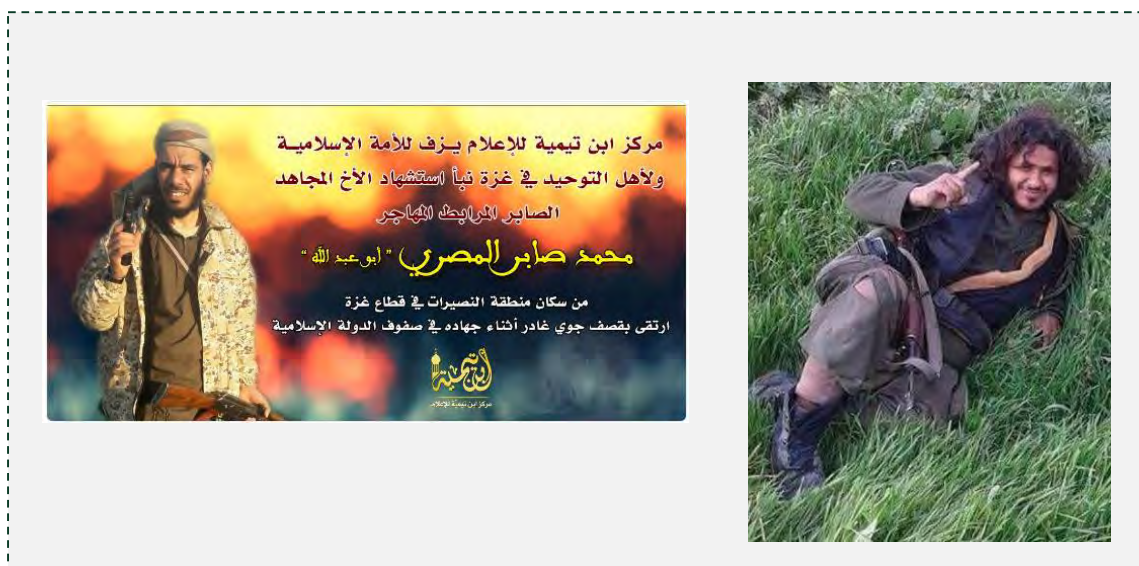 مركز ابن تيمية للإعلام يـزف للأمة الإسلاميـة
ولأهل التوحيد في غزة نبأ استشهاد الأخ المجاهد
الصابر المرابط المهاجر
محمد صابر المصري " أبو عبد الله "
من سكان منطقة النصيرات في قطاع غزة
ارتقى بقصف جوي غادر أثناء جهاده في صفوف الدولة الإسلامية
ابن تيمية
مركز ابن تيمية للإعلام